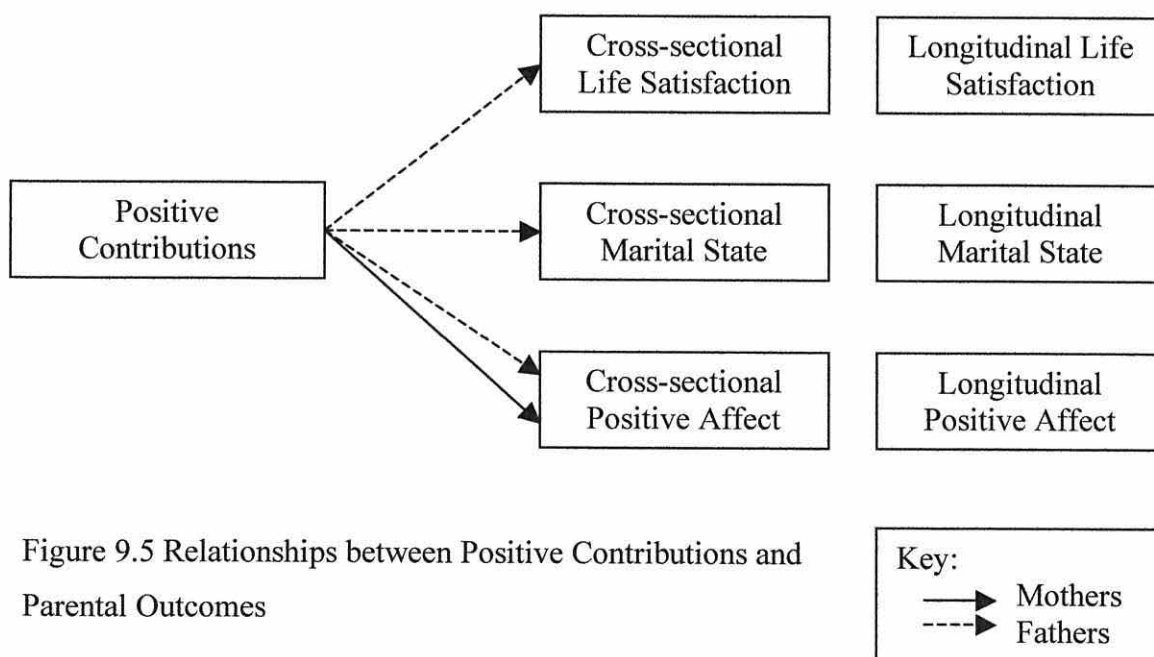 Cross-sectional
Life Satisfaction
Longitudinal Life
Satisfaction
Positive
Contributions
Cross-sectional
Marital State
Longitudinal
Marital State
Cross-sectional
Positive Affect
Longitudinal
Positive Affect
Figure 9.5 Relationships between Positive Contributions and
Parental Outcomes
Key:
Mothers
Fathers